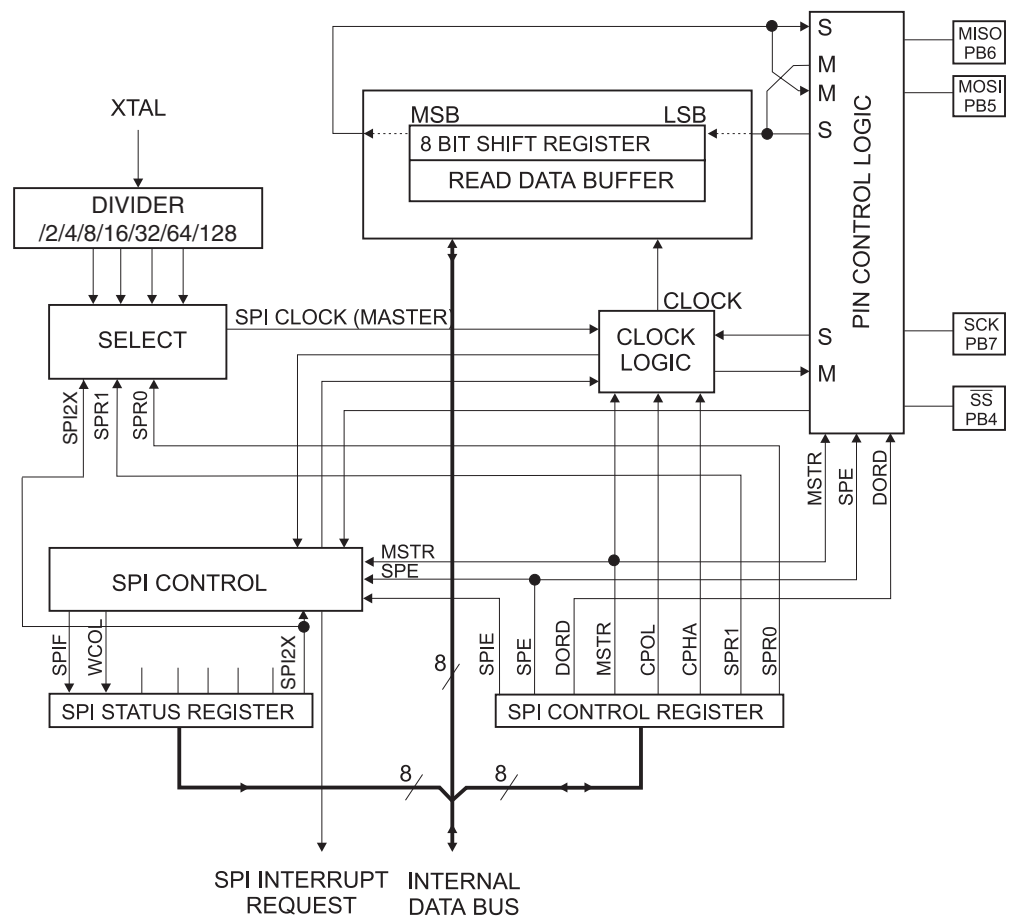 S
MISO
PB6
M
M
MOSI
PB5
S
PIN CONTROL LOGIC
MSB
LSB
8 BIT SHIFT REGISTER
READ DATA BUFFER
XTAL
DIVIDER
/2/4/8/16/32/64/128
SPI CLOCK (MASTER)
SELECT
CLOCK
CLOCK
LOGIC
S
M
SCK
PB7
SS
PB4
SPI2X
SPR1
SPR0
MSTR
SPE
DORD
MSTR
SPE
SPI CONTROL
SPIF
WCOL
SPI2X
8
SPIE
SPE
DORD
MSTR
CPOL
CPHA
SPR1
SPR0
SPI STATUS REGISTER
SPI CONTROL REGISTER
8
8
SPI INTERRUPT
REQUEST
INTERNAL
DATA BUS